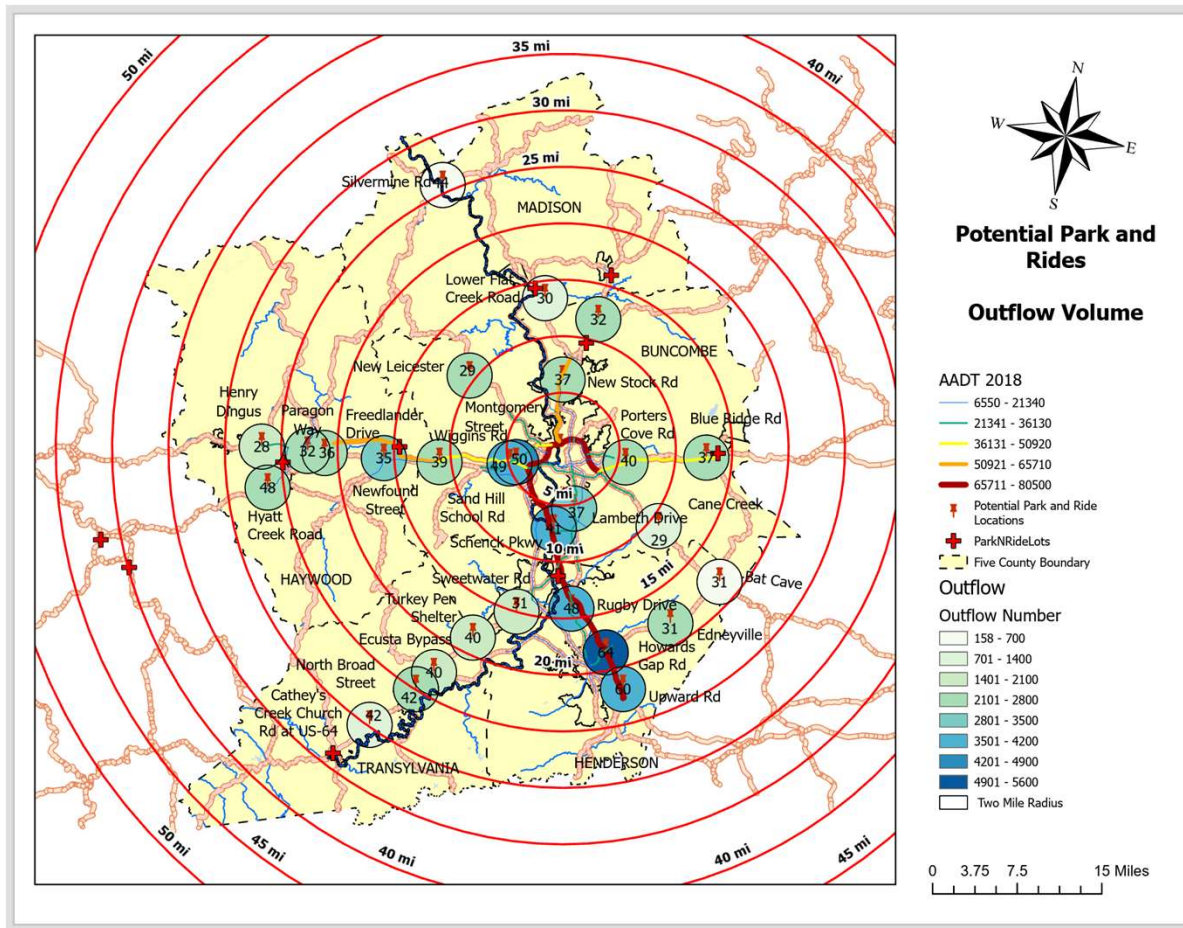 50 mi
35 mi
40 mi
30 mi
25 mi
Silvermine Rd
44
MADISON
Lower Flat
Creek Road
30
32
BUNCOMBE
New Leicester
29
37
New Stock Rd
Henry
Dingus
Paragon
Way
Freedlander
Drive
Montgomery
Street
Wiggins Rd
Porters
Cove Rd
Blue Ridge Rd
28
32
36
35
39
49
50
40
37
48
Hyatt
Creek Road
Newfound
Street
Sand Hill
School Rd
5 mi
37
Lambeth Drive
29
Cane Creek
Schenck Pkwy
41
10 mi
HAYWOOD
Sweetwater Rd
15 mi
31
Bat Cave
Turkey Pen
Shelter
31
48
Rugby Drive
31
Edneyville
40
Ecusta Bypass
64
Howards
Gap Rd
20 mi
North Broad
Street
40
42
60
Upward Rd
Cathey's
Creek Church
Rd at US-64
42
TRANSYLVANIA
HENDERSON
50 mi
45 mi
40 mi
40 mi
45 mi
N
W
E
S
Potential Park and
Rides
Outflow Volume
AADT 2018
6550 - 21340
21341 - 36130
36131 - 50920
50921 - 65710
65711 - 80500
Potential Park and Ride
Locations
ParkNRideLots
Five County Boundary
Outflow
Outflow Number
158 - 700
701 - 1400
1401 - 2100
2101 - 2800
2801 - 3500
3501 - 4200
4201 - 4900
4901 - 5600
Two Mile Radius
0 3.75 7.5 15 Miles